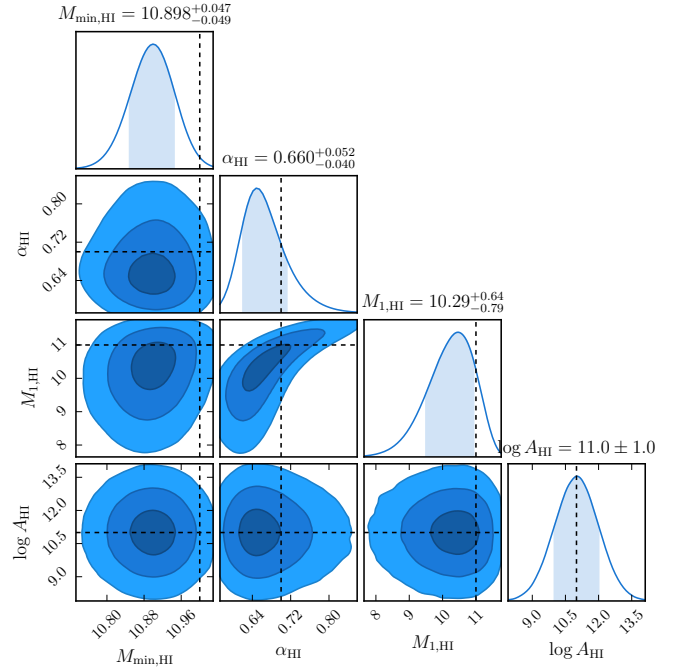 M_min,HI = 10.898^{+0.047}_{−0.049}
α_HI = 0.660^{+0.052}_{−0.040}
0.80
0.72
0.64
α_HI
M_1,HI = 10.29^{+0.64}_{−0.79}
11
10
9
8
M_1,HI
log A_HI = 11.0 ± 1.0
13.5
12.0
10.5
9.0
log A_HI
10.80 10.88 10.96 0.64 0.72 0.80 8 9 10 11 9.0 10.5 12.0 13.5
M_min,HI α_HI M_1,HI log A_HI